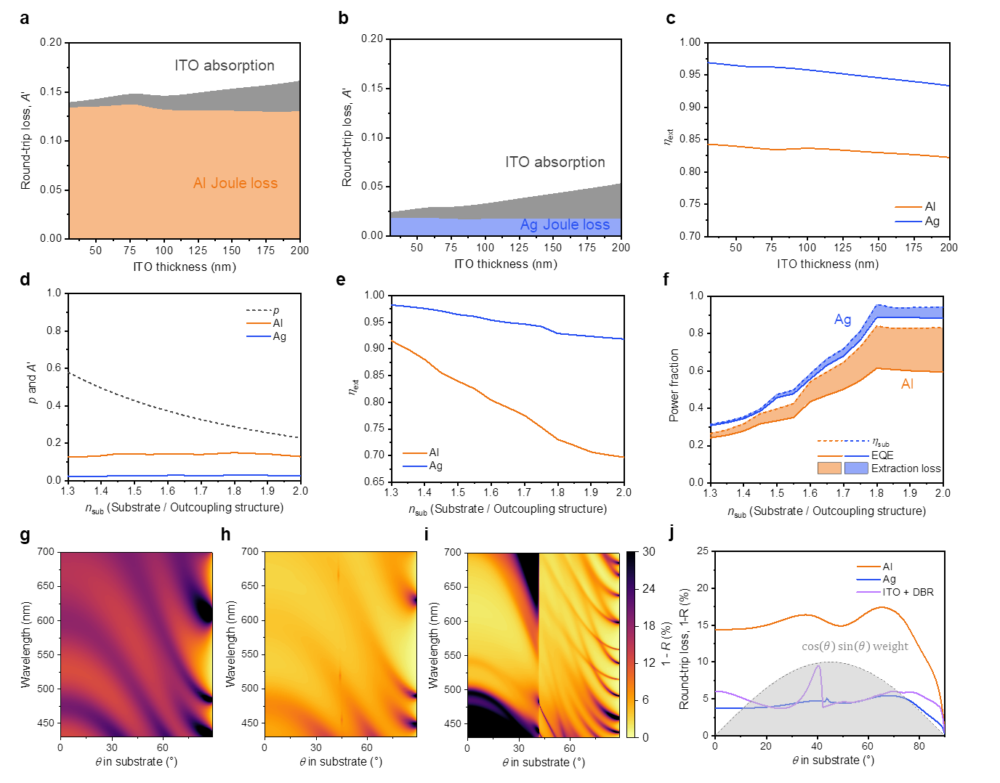 a
0.20
0.15
0.10
0.05
0.00
Round-trip loss, A'
ITO absorption
Al Joule loss
50 75 100 125 150 175 200
ITO thickness (nm)
b
0.20
0.15
0.10
0.05
0.00
Round-trip loss, A'
ITO absorption
Ag Joule loss
50 75 100 125 150 175 200
ITO thickness (nm)
c
1.00
0.95
0.90
0.85
0.80
0.75
0.70
ηext
Al
Ag
50 75 100 125 150 175 200
ITO thickness (nm)
d
1.0
0.8
0.6
0.4
0.2
0.0
p and A'
p
Al
Ag
1.3 1.4 1.5 1.6 1.7 1.8 1.9 2.0
nsub (Substrate / Outcoupling structure)
e
1.00
0.95
0.90
0.85
0.80
0.75
0.70
0.65
ηext
Al
Ag
1.3 1.4 1.5 1.6 1.7 1.8 1.9 2.0
nsub (Substrate / Outcoupling structure)
f
1.0
0.8
0.6
0.4
0.2
0.0
Power fraction
Ag
Al
ηsub
EQE
Extraction loss
1.3 1.4 1.5 1.6 1.7 1.8 1.9 2.0
nsub (Substrate / Outcoupling structure)
g
700
650
600
550
500
450
Wavelength (nm)
0 30 60
θ in substrate (°)
h
700
650
600
550
500
450
Wavelength (nm)
0 30 60
θ in substrate (°)
i
700
650
600
550
500
450
Wavelength (nm)
0 30 60
θ in substrate (°)
30
24
18
12
6
0
1 - R (%)
j
25
20
15
10
5
0
Round-trip loss, 1-R (%)
Al
Ag
ITO + DBR
cos(θ) sin(θ) weight
0 20 40 60 80
θ in substrate (°)